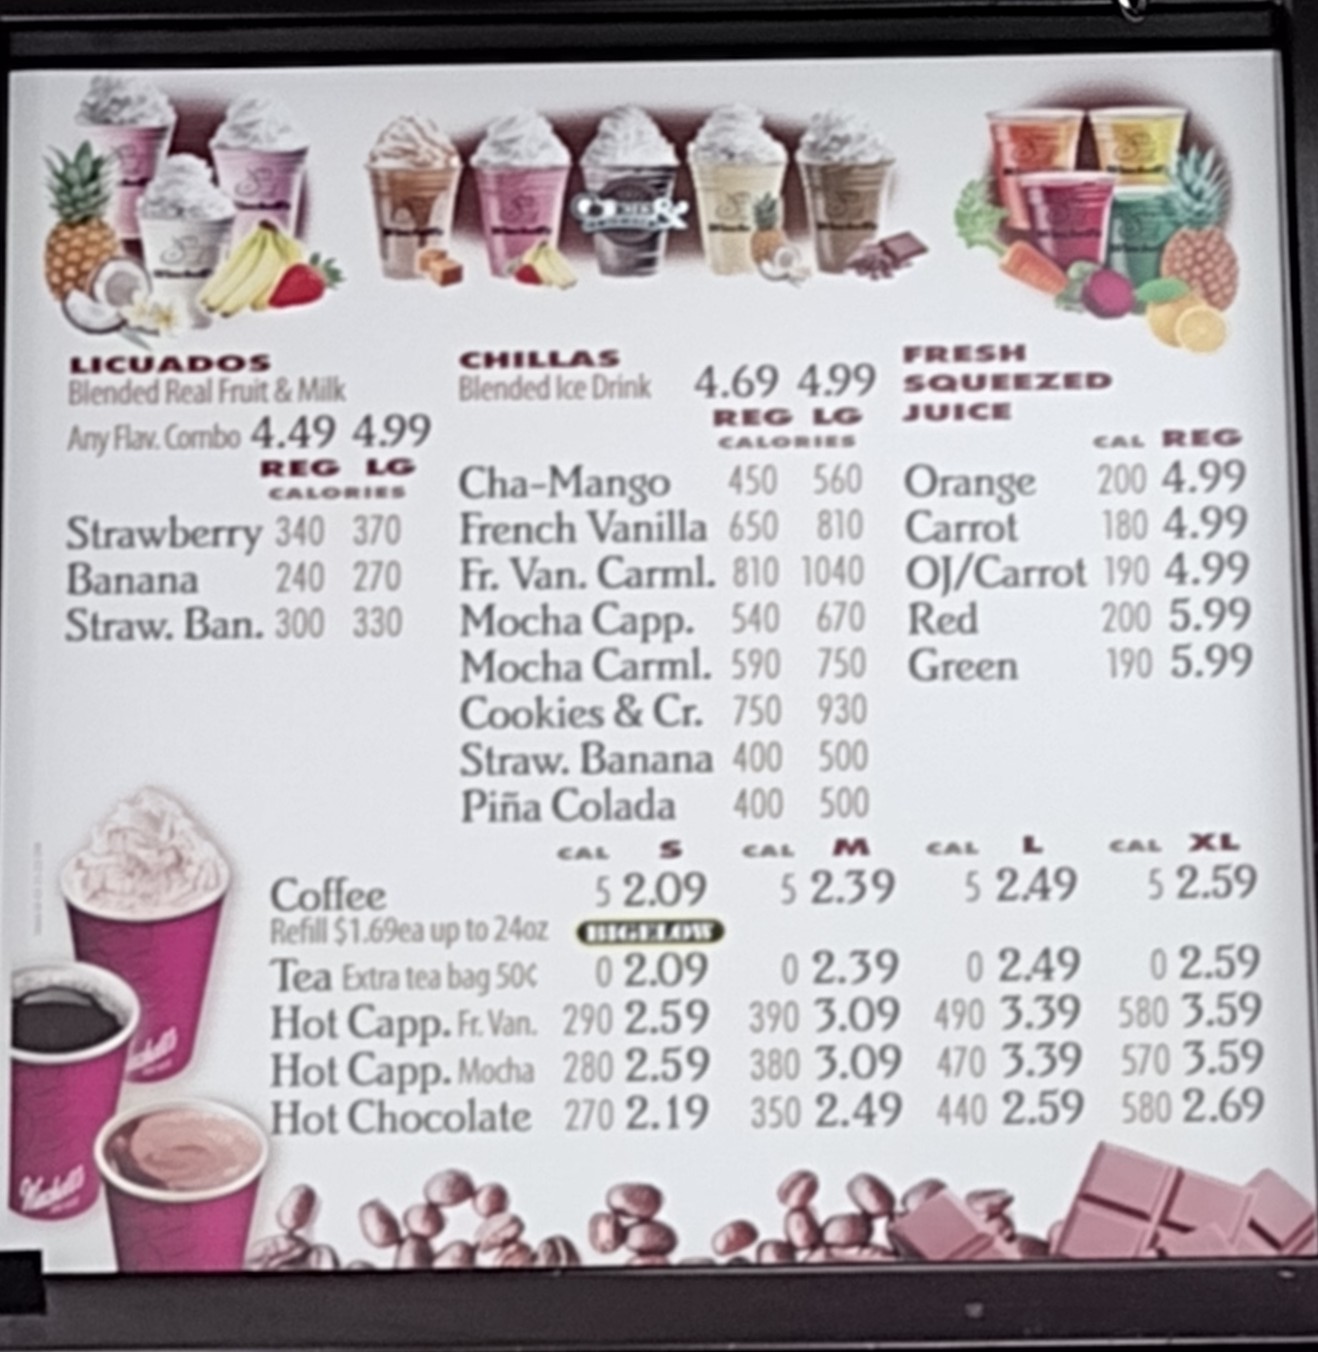 LICUADOS
Blended Real Fruit & Milk
Any Flav. Combo 4.49 4.99
REG LG
CALORIES
Strawberry 340 370
Banana 240 270
Straw. Ban. 300 330
CHILLAS
Blended Ice Drink 4.69 4.99
REG LG
CALORIES
Cha-Mango 450 560
French Vanilla 650 810
Fr. Van. Carml. 810 1040
Mocha Capp. 540 670
Mocha Carml. 590 750
Cookies & Cr. 750 930
Straw. Banana 400 500
Piña Colada 400 500
FRESH
SQUEEZED
JUICE
CAL REG
Orange 200 4.99
Carrot 180 4.99
OJ/Carrot 190 4.99
Red 200 5.99
Green 190 5.99
CAL S CAL M CAL L CAL XL
Coffee 5 2.09 5 2.39 5 2.49 5 2.59
Refill $1.69ea up to 24oz BIGELOW
Tea Extra tea bag 50¢ 0 2.09 0 2.39 0 2.49 0 2.59
Hot Capp. Fr. Van. 290 2.59 390 3.09 490 3.39 580 3.59
Hot Capp. Mocha 280 2.59 380 3.09 470 3.39 570 3.59
Hot Chocolate 270 2.19 350 2.49 440 2.59 580 2.69